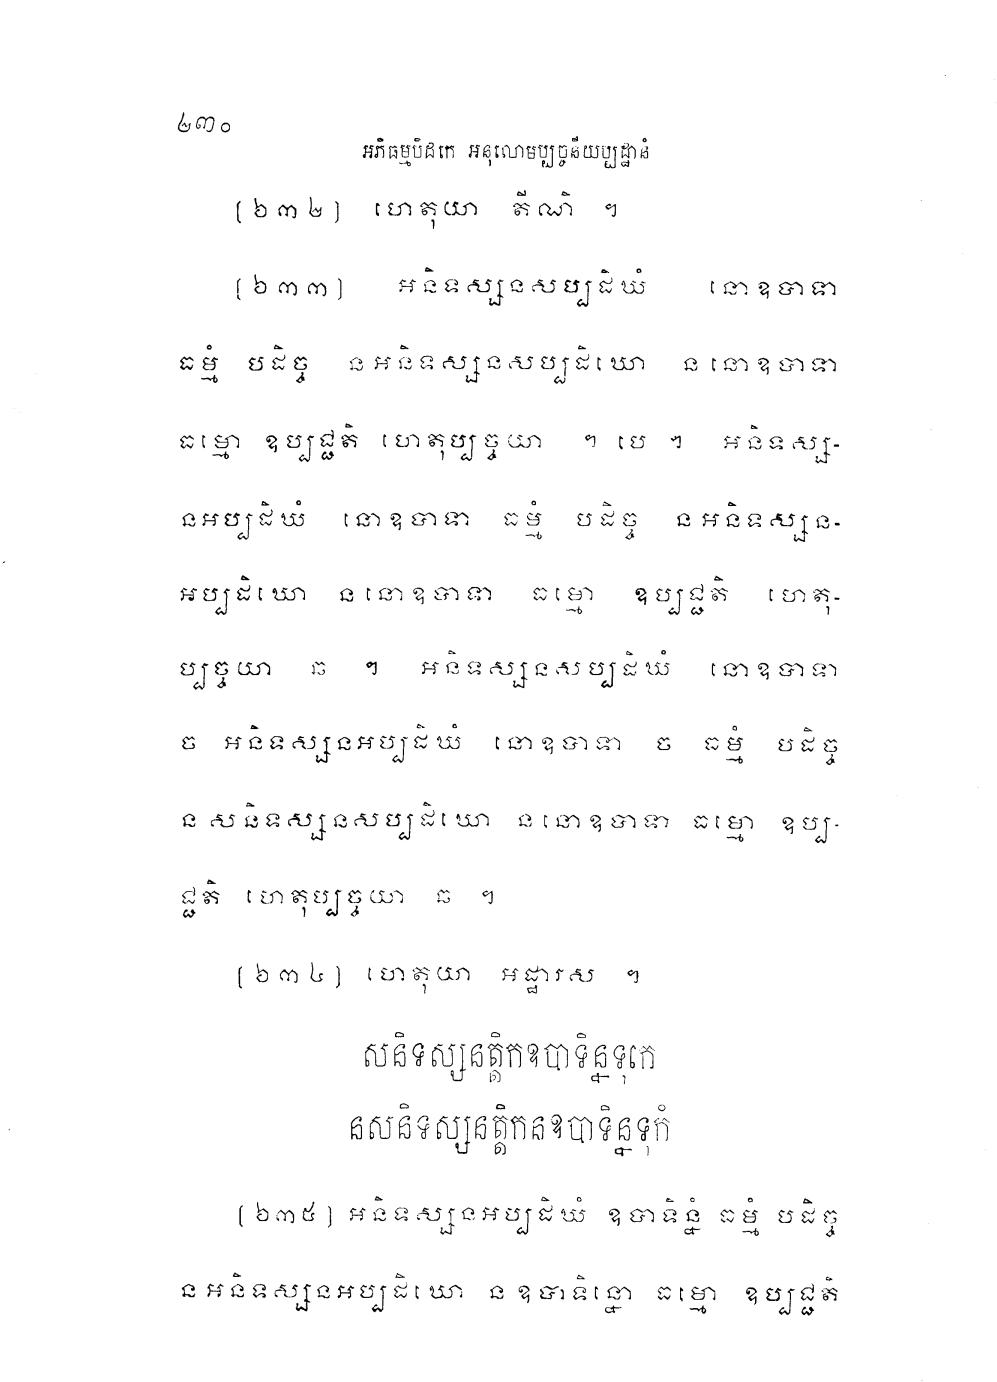 ៤៣០
អភិធម្មបិដកេ អនុលោមប្បច្ចនីយប្បដ្ឋានំ
(៦៣២) ហេតុយា តីណិ ។
(៦៣៣) អនិទស្សនសប្បដិឃំ នោឧបាទា
ធម្មំ បដិច្ច នអនិទស្សនសប្បដិឃោ ននោឧបាទា
ធម្មោ ឧប្បជ្ជតិ ហេតុប្បច្ចយា ។ បេ ។ អនិទស្ស-
នអប្បដិឃំ នោឧបាទា ធម្មំ បដិច្ច នអនិទស្សន-
អប្បដិឃោ ននោឧបាទា ធម្មោ ឧប្បជ្ជតិ ហេតុ-
ប្បច្ចយា ឆ ។ អនិទស្សនសប្បដិឃំ នោឧបាទា
ច អនិទស្សនអប្បដិឃំ នោឧបាទា ច ធម្មំ បដិច្ច
នសនិទស្សនសប្បដិឃោ ននោឧបាទា ធម្មោ ឧប្ប-
ជ្ជតិ ហេតុប្បច្ចយា ឆ ។
(៦៣៤) ហេតុយា អដ្ឋារស ។
សនិទស្សនត្តិកឧបាទិន្នទុកេ
នសនិទស្សនត្តិកនឧបាទិន្នទុកំ
(៦៣៥) អនិទស្សនអប្បដិឃំ ឧបាទិន្នំ ធម្មំ បដិច្ច
នអនិទស្សនអប្បដិឃោ នឧបាទិន្នោ ធម្មោ ឧប្បជ្ជតិ